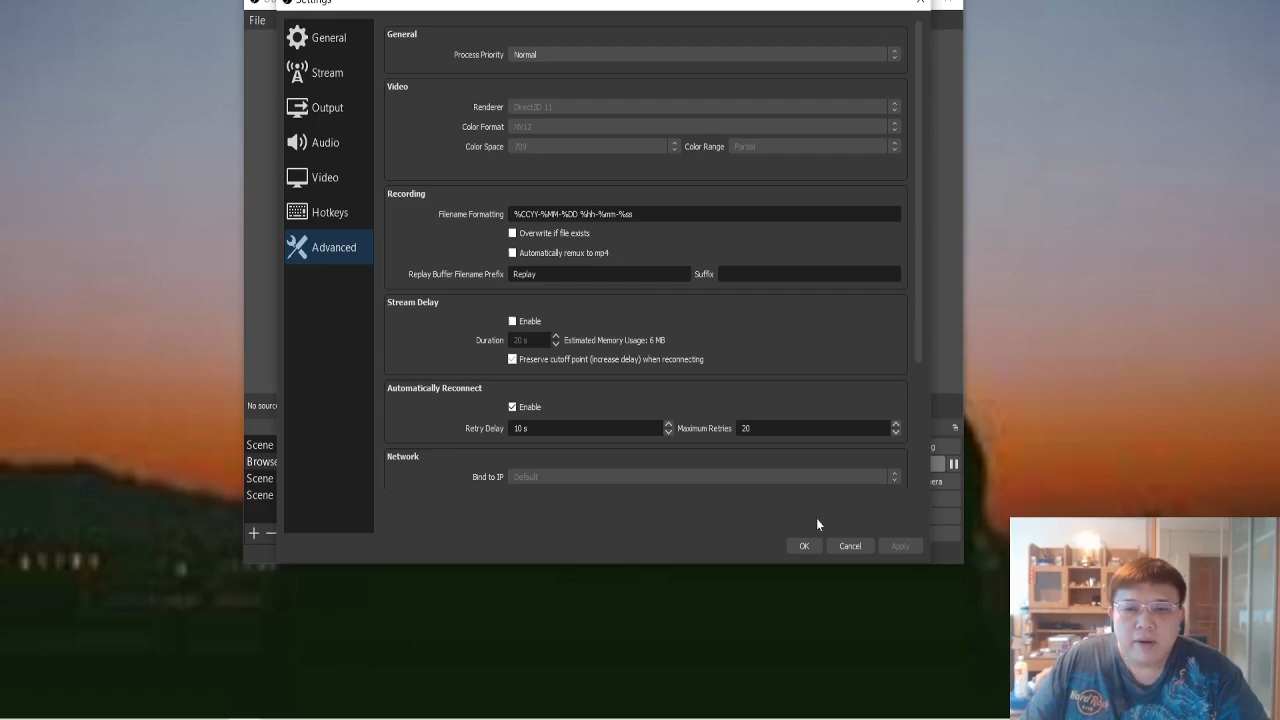 Settings
File
General
Stream
Output
Audio
Video
Hotkeys
Advanced
General
Process Priority Normal
Video
Renderer Direct3D 11
Color Format NV12
Color Space 709 Color Range Partial
Recording
Filename Formatting %CCYY-%MM-%DD %hh-%mm-%ss
Overwrite if file exists
Automatically remux to mp4
Replay Buffer Filename Prefix Replay Suffix
Stream Delay
Enable
Duration 20 s Estimated Memory Usage: 6 MB
Preserve cutoff point (increase delay) when reconnecting
Automatically Reconnect
Enable
Retry Delay 10 s Maximum Retries 20
Network
Bind to IP Default
OK Cancel Apply
No sourc
Scene
Browse
Scene
Scene
Hard Rock